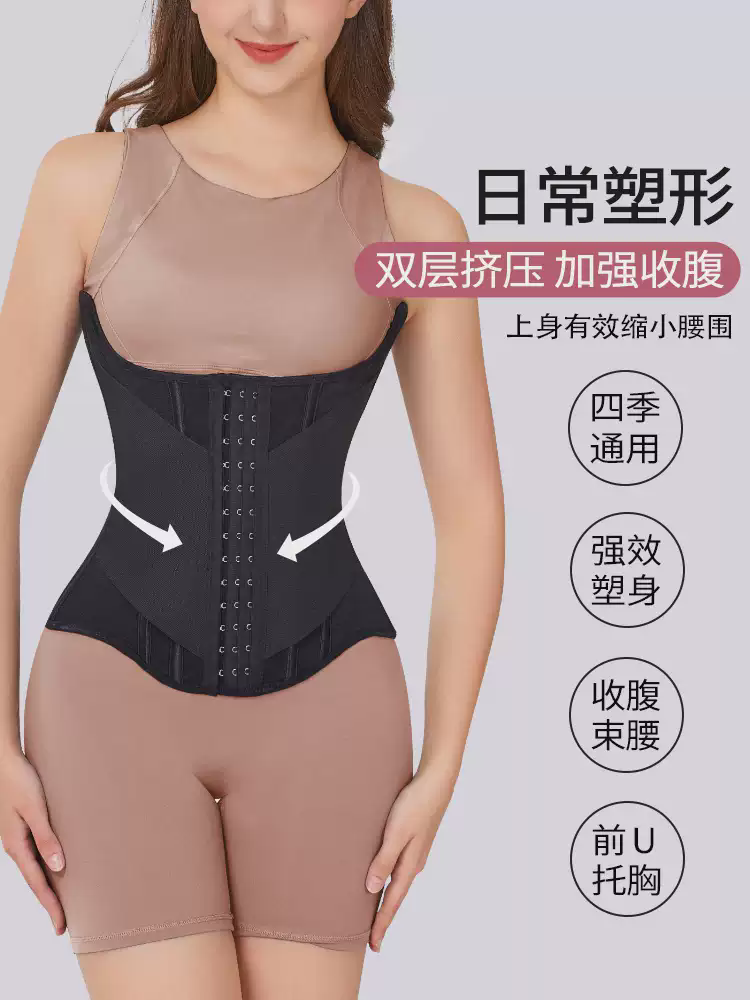 日常塑形
双层挤压 加强收腹
上身有效缩小腰围
四季
通用
强效
塑身
收腹
束腰
前U
托胸